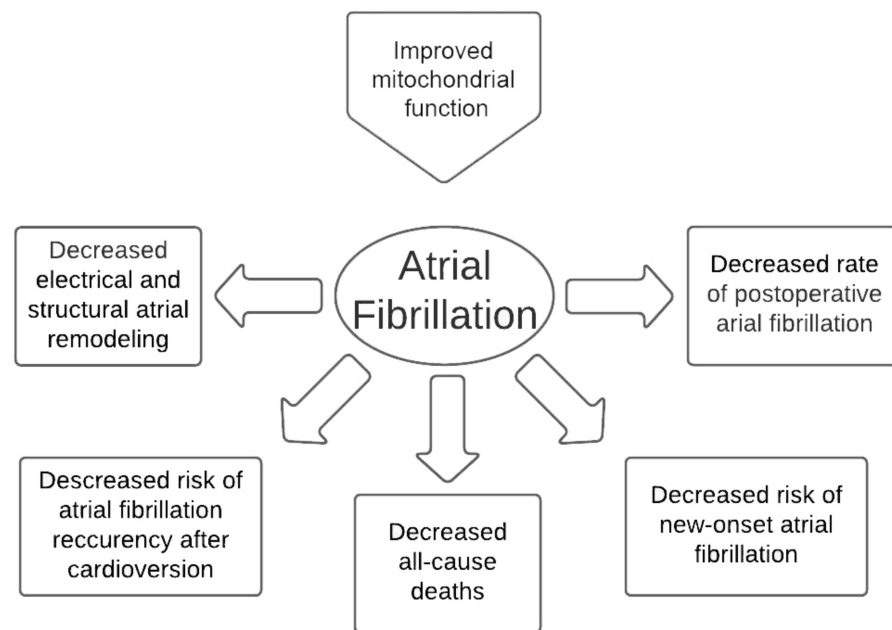 Improved
mitochondrial
function
Atrial
Fibrillation
Decreased
electrical and
structural atrial
remodeling
Decreased rate
of postoperative
arial fibrillation
Descreased risk of
atrial fibrillation
reccurency after
cardioversion
Decreased
all-cause
deaths
Decreased risk of
new-onset atrial
fibrillation